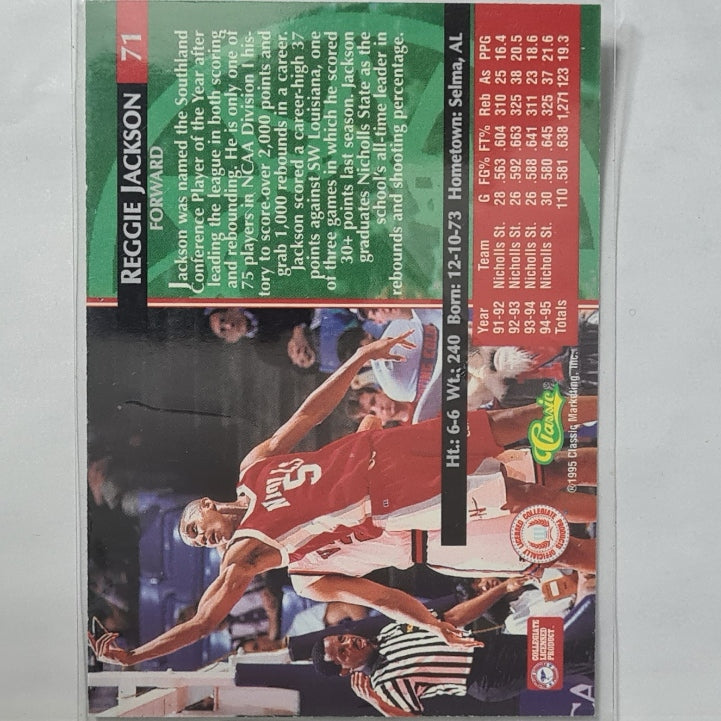 REGGIE JACKSON 71
FORWARD
Jackson was named the Southland
Conference Player of the Year after
leading the league in both scoring
and rebounding. He is only one of
75 players in NCAA Division I his-
tory to score over 2,000 points and
grab 1,000 rebounds in a career.
Jackson scored a career-high 37
points against SW Louisiana, one
of three games in which he scored
30+ points last season. Jackson
graduates Nicholls State as the
school's all-time leader in
rebounds and shooting percentage.
Ht.: 6-6 Wt.: 240 Born: 12-10-73 Hometown: Selma, AL
Year Team G FG% FT% Reb As PPG
91-92 Nicholls St. 28 .563 .604 310 25 16.4
92-93 Nicholls St. 26 .592 .663 325 38 20.5
93-94 Nicholls St. 26 .588 .641 311 23 18.6
94-95 Nicholls St. 30 .580 .645 325 37 21.6
Totals 110 .581 .638 1,271 123 19.3
Classic
©1995 Classic Marketing, Inc.
OFFICIALLY LICENSED COLLEGIATE PRODUCTS
COLLEGIATE
LICENSED
PRODUCT
5